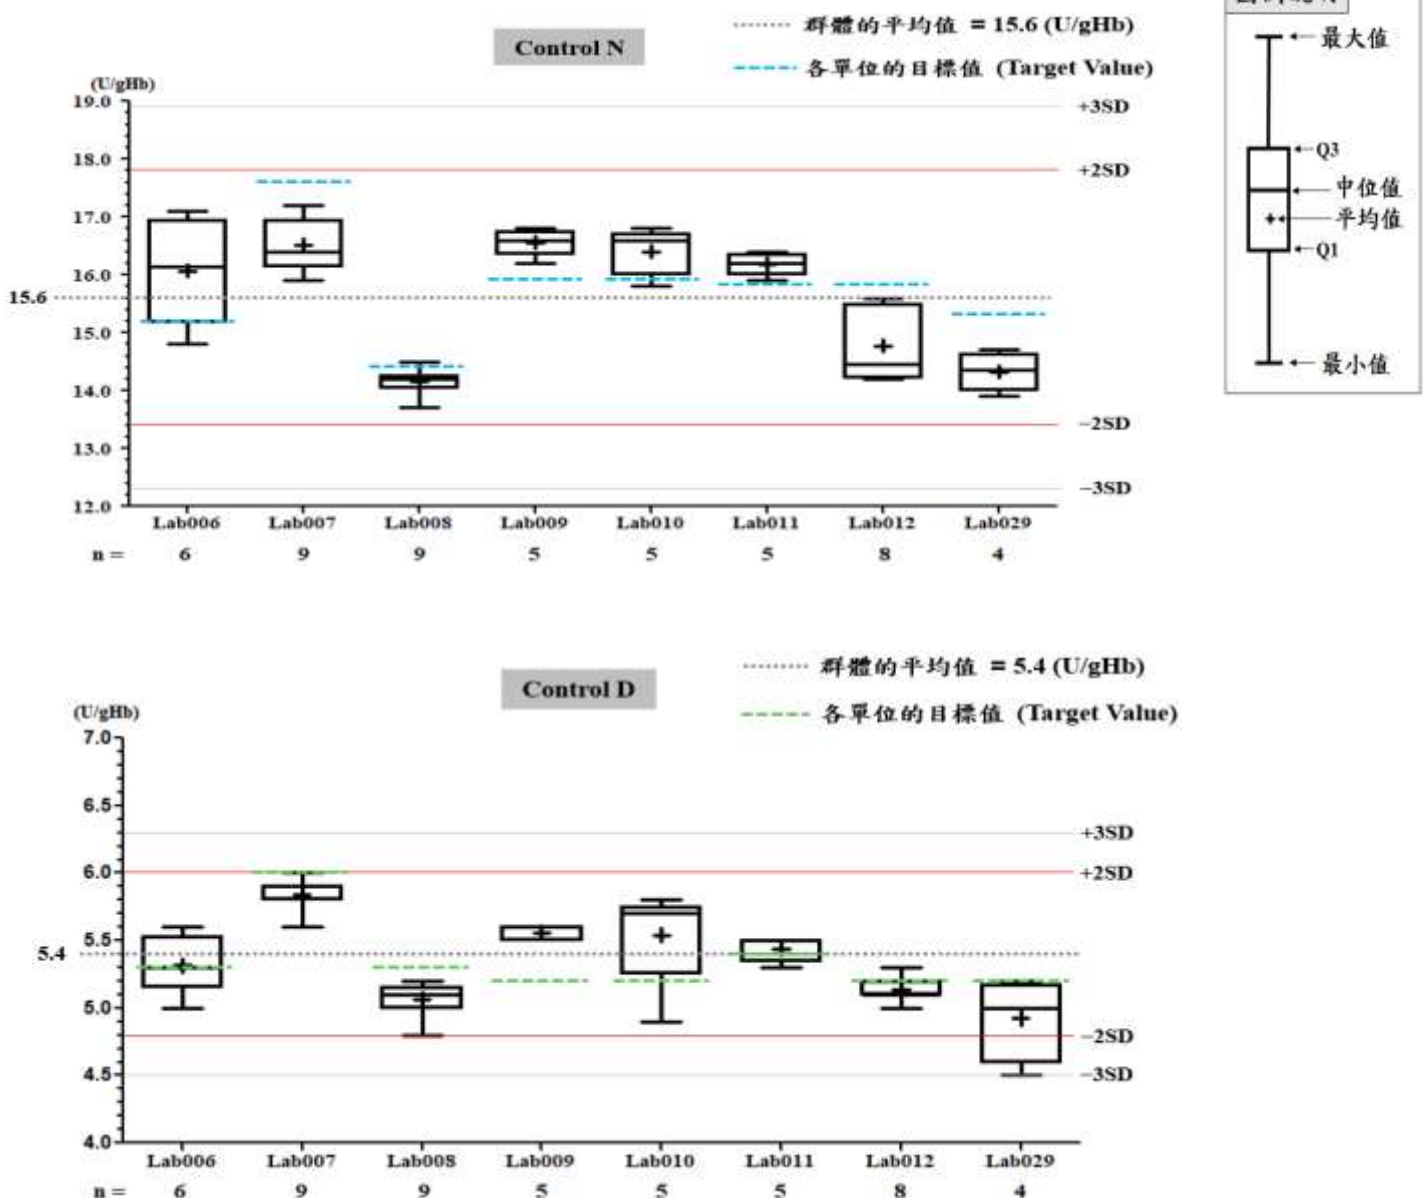 Control N
群體的平均值 = 15.6 (U/gHb)
各單位的目標值 (Target Value)
(U/gHb)
19.0
18.0
17.0
16.0
15.6
15.0
14.0
13.0
12.0
+3SD
+2SD
−2SD
−3SD
Lab006 Lab007 Lab008 Lab009 Lab010 Lab011 Lab012 Lab029
n = 6 9 9 5 5 5 8 4
最大值
Q3
中位值
平均值
Q1
最小值
Control D
群體的平均值 = 5.4 (U/gHb)
各單位的目標值 (Target Value)
(U/gHb)
7.0
6.5
6.0
5.5
5.4
5.0
4.5
4.0
+3SD
+2SD
−2SD
−3SD
Lab006 Lab007 Lab008 Lab009 Lab010 Lab011 Lab012 Lab029
n = 6 9 9 5 5 5 8 4